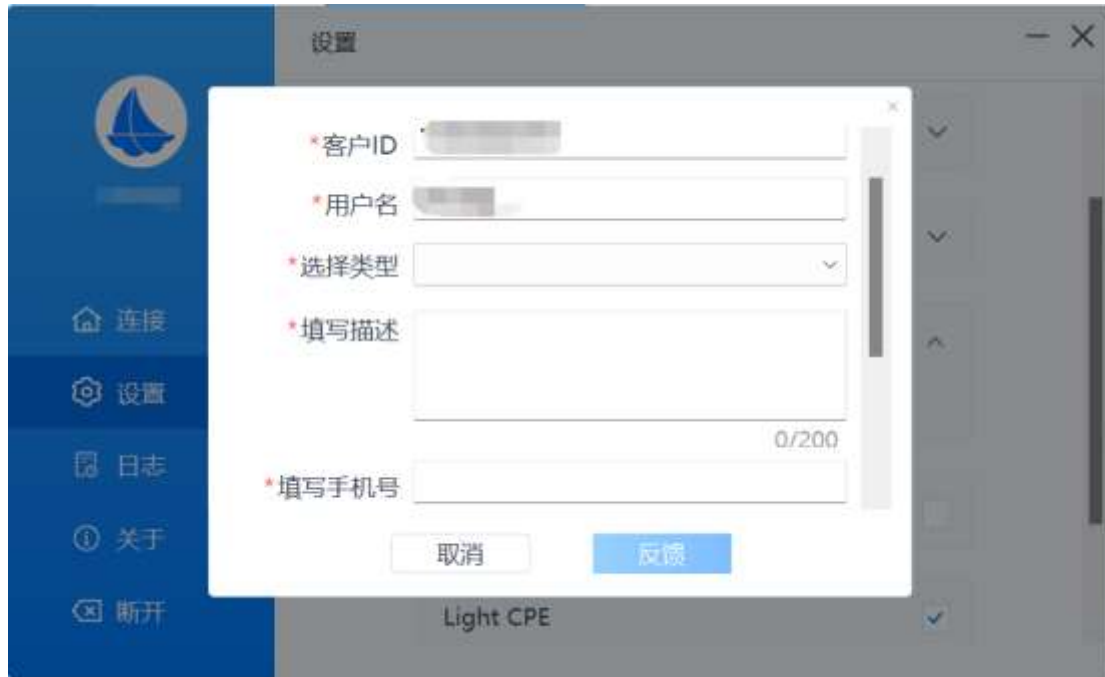 设置
*客户ID
*用户名
*选择类型
*填写描述
0/200
*填写手机号
取消
反馈
连接
设置
日志
关于
断开
Light CPE